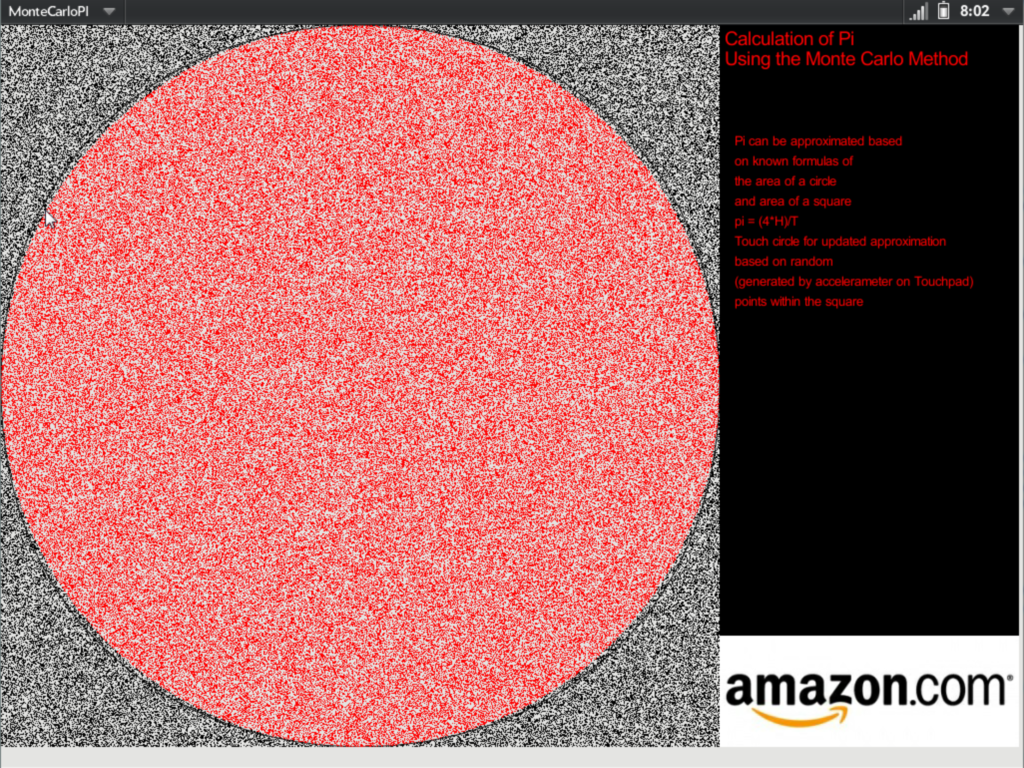 MonteCarloPI
8:02
Calculation of Pi
Using the Monte Carlo Method
Pi can be approximated based
on known formulas of
the area of a circle
and area of a square
pi = (4*H)/T
Touch circle for updated approximation
based on random
(generated by accelerameter on Touchpad)
points within the square
amazon.com®